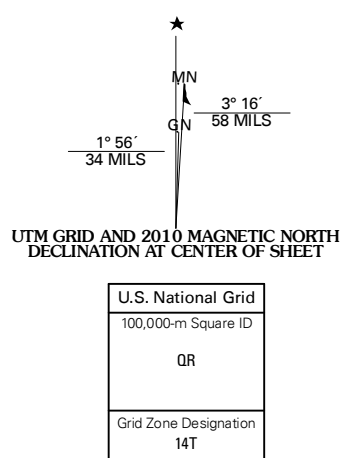 MN
3° 16´
58 MILS
GN
1° 56´
34 MILS
UTM GRID AND 2010 MAGNETIC NORTH
DECLINATION AT CENTER OF SHEET
U.S. National Grid
100,000-m Square ID
QR
Grid Zone Designation
14T